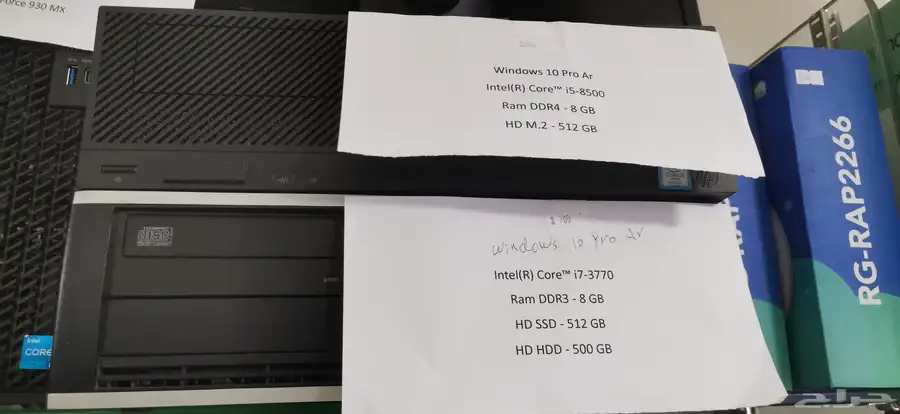 Force 930 MX
Windows 10 Pro Ar
Intel(R) Core™ i5-8500
Ram DDR4 - 8 GB
HD M.2 - 512 GB
windows 10 Pro Ar
Intel(R) Core™ i7-3770
Ram DDR3 - 8 GB
HD SSD - 512 GB
HD HDD - 500 GB
intel
CORE
disc
RG-RAP2266
حراج